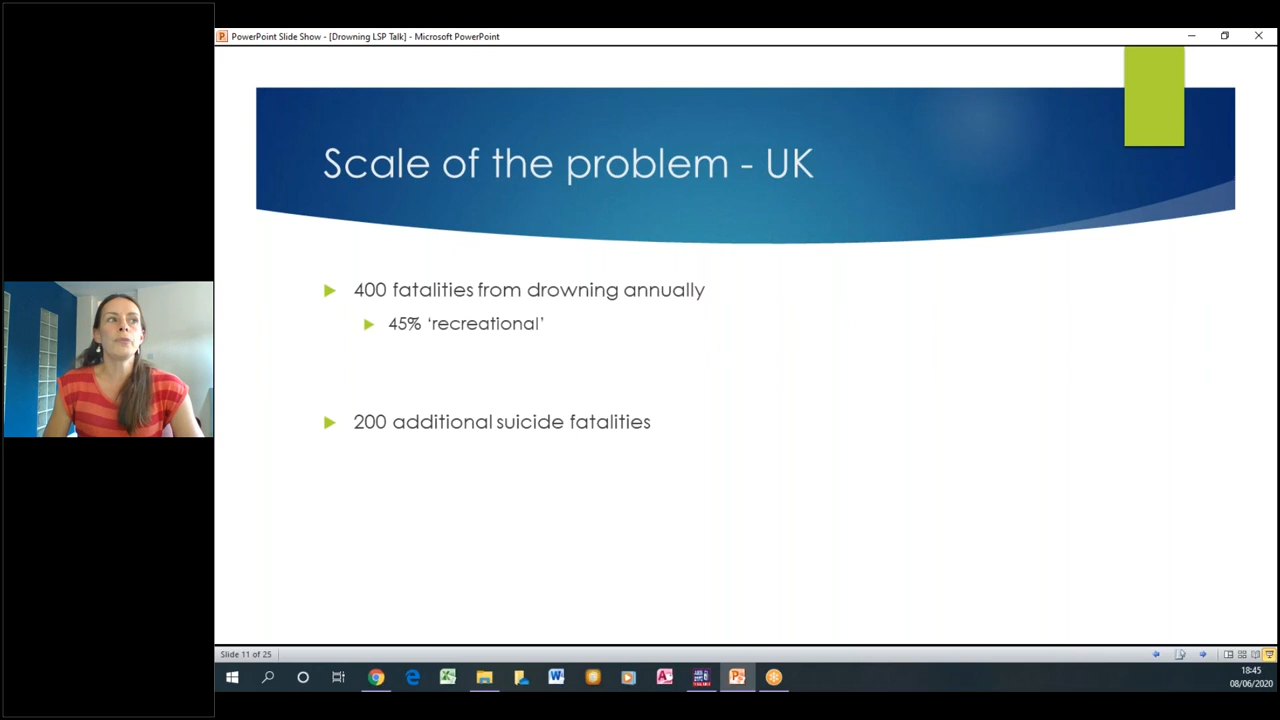 PowerPoint Slide Show - [Drowning LSP Talk] - Microsoft PowerPoint
Scale of the problem - UK
400 fatalities from drowning annually
45% ‘recreational’
200 additional suicide fatalities
Slide 11 of 25
18:45
08/06/2020